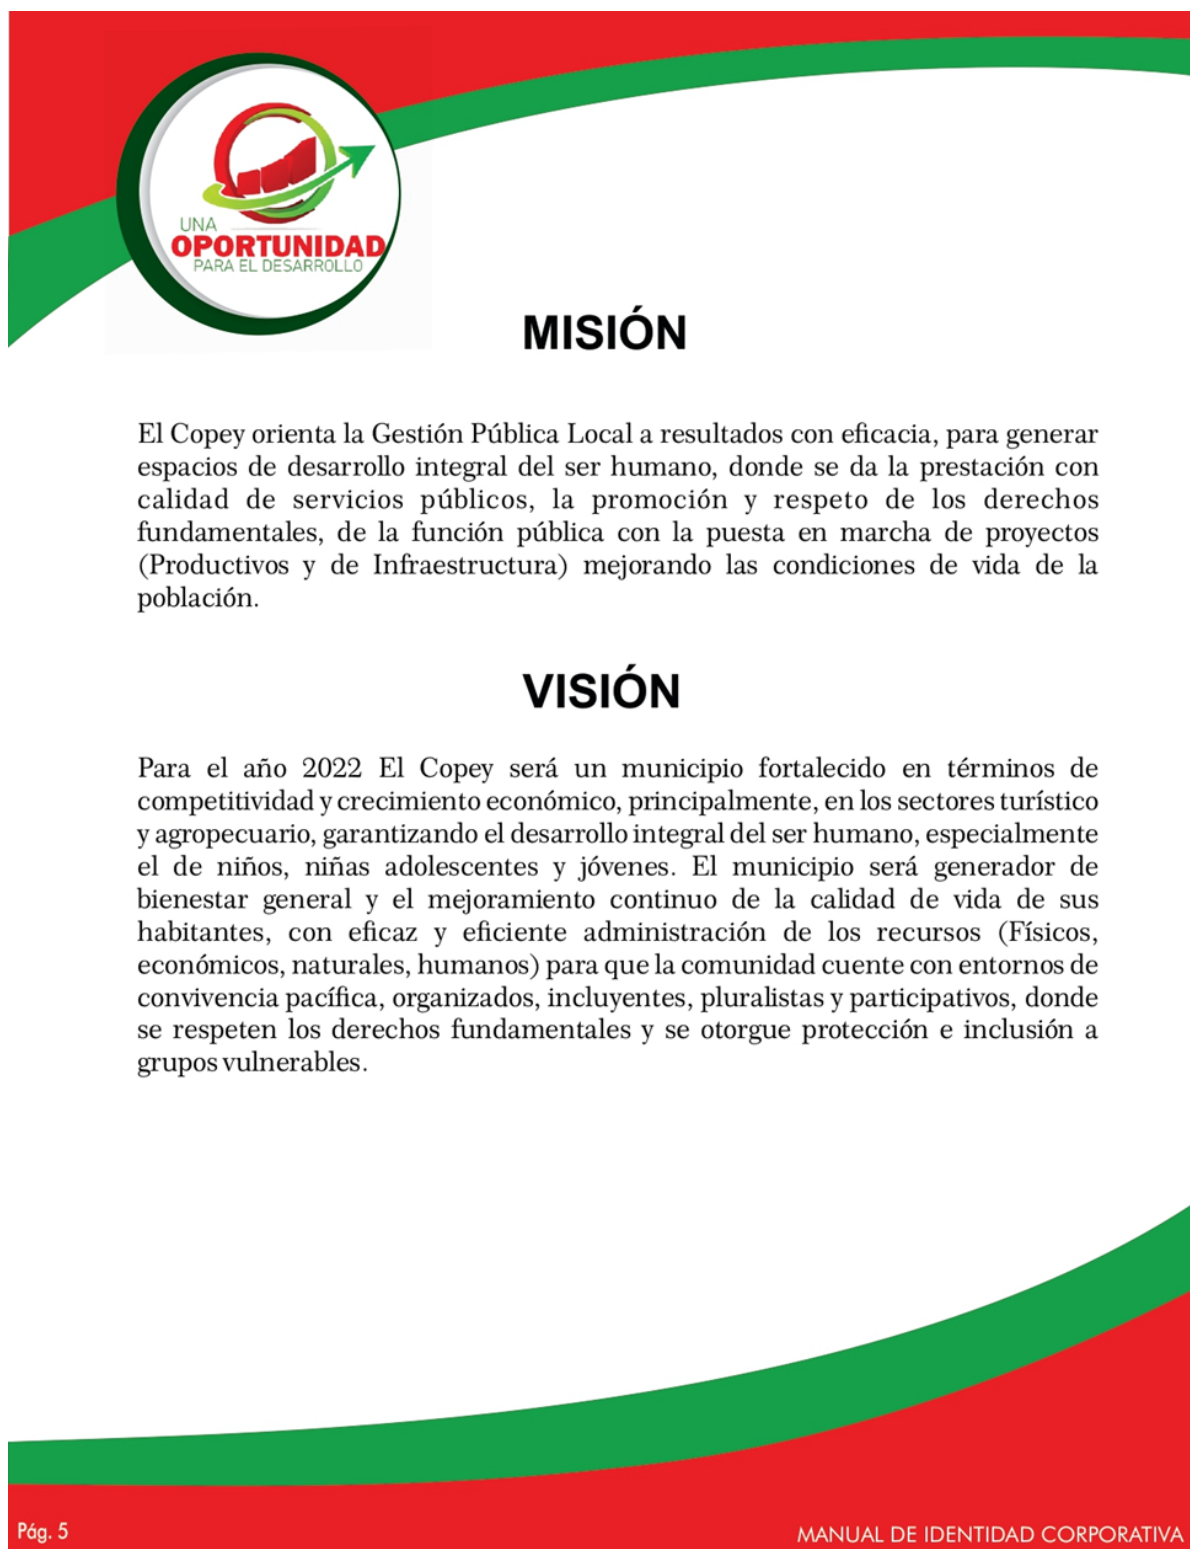 UNA
OPORTUNIDAD
PARA EL DESARROLLO
MISIÓN
El Copey orienta la Gestión Pública Local a resultados con eficacia, para generar
espacios de desarrollo integral del ser humano, donde se da la prestación con
calidad de servicios públicos, la promoción y respeto de los derechos
fundamentales, de la función pública con la puesta en marcha de proyectos
(Productivos y de Infraestructura) mejorando las condiciones de vida de la
población.
VISIÓN
Para el año 2022 El Copey será un municipio fortalecido en términos de
competitividad y crecimiento económico, principalmente, en los sectores turístico
y agropecuario, garantizando el desarrollo integral del ser humano, especialmente
el de niños, niñas adolescentes y jóvenes. El municipio será generador de
bienestar general y el mejoramiento continuo de la calidad de vida de sus
habitantes, con eficaz y eficiente administración de los recursos (Físicos,
económicos, naturales, humanos) para que la comunidad cuente con entornos de
convivencia pacífica, organizados, incluyentes, pluralistas y participativos, donde
se respeten los derechos fundamentales y se otorgue protección e inclusión a
grupos vulnerables.
Pág. 5
MANUAL DE IDENTIDAD CORPORATIVA